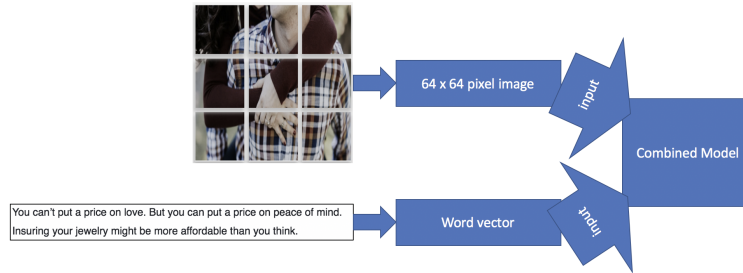 64 x 64 pixel image
input
Combined Model
You can't put a price on love. But you can put a price on peace of mind.
Insuring your jewelry might be more affordable than you think.
Word vector
input